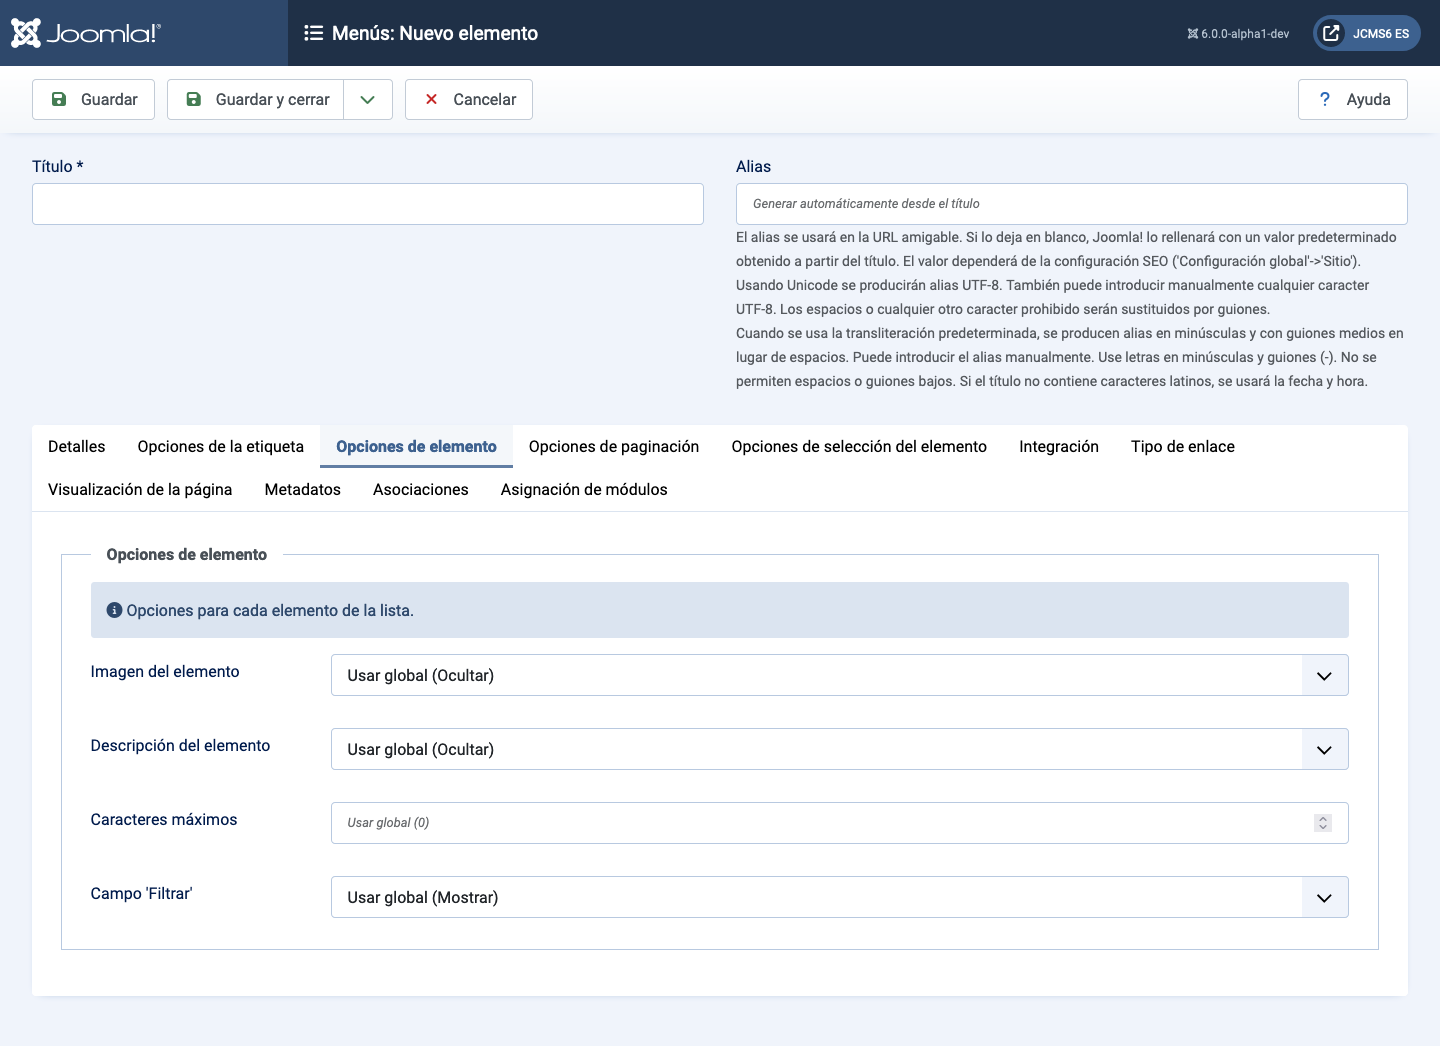 Joomla!®
Menús: Nuevo elemento
6.0.0-alpha1-dev
JCMS6 ES
Guardar
Guardar y cerrar
Cancelar
? Ayuda
Título *
Alias
Generar automáticamente desde el título
El alias se usará en la URL amigable. Si lo deja en blanco, Joomla! lo rellenará con un valor predeterminado
obtenido a partir del título. El valor dependerá de la configuración SEO ('Configuración global'->'Sitio').
Usando Unicode se producirán alias UTF-8. También puede introducir manualmente cualquier caracter
UTF-8. Los espacios o cualquier otro caracter prohibido serán sustituidos por guiones.
Cuando se usa la transliteración predeterminada, se producen alias en minúsculas y con guiones medios en
lugar de espacios. Puede introducir el alias manualmente. Use letras en minúsculas y guiones (-). No se
permiten espacios o guiones bajos. Si el título no contiene caracteres latinos, se usará la fecha y hora.
Detalles
Opciones de la etiqueta
Opciones de elemento
Opciones de paginación
Opciones de selección del elemento
Integración
Tipo de enlace
Visualización de la página
Metadatos
Asociaciones
Asignación de módulos
Opciones de elemento
Opciones para cada elemento de la lista.
Imagen del elemento
Usar global (Ocultar)
Descripción del elemento
Usar global (Ocultar)
Caracteres máximos
Usar global (0)
Campo 'Filtrar'
Usar global (Mostrar)